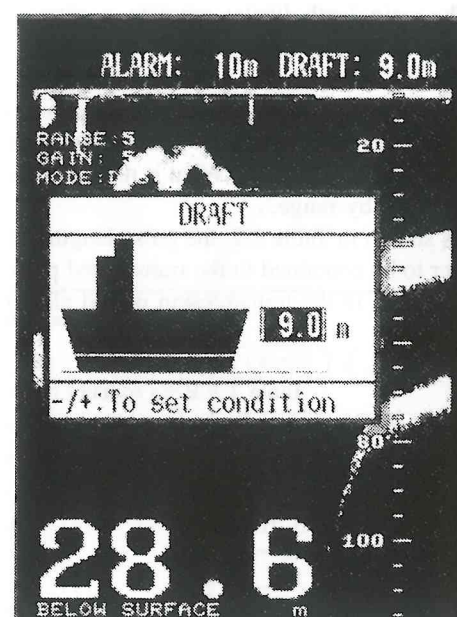 ALARM: 10m DRAFT: 9.0m
RANGE:5
GAIN: 5
20
DRAFT
9.0 m
-/+:To set condition
80
100
28.6
BELOW SURFACE m